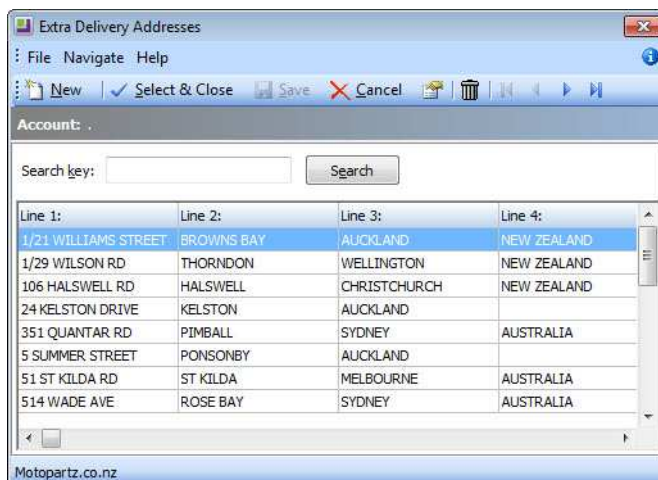 Extra Delivery Addresses
File Navigate Help
New Select & Close Save Cancel
Account: .
Search key: Search
Line 1: Line 2: Line 3: Line 4:
1/21 WILLIAMS STREET BROWNS BAY AUCKLAND NEW ZEALAND
1/29 WILSON RD THORNDON WELLINGTON NEW ZEALAND
106 HALSWELL RD HALSWELL CHRISTCHURCH NEW ZEALAND
24 KELSTON DRIVE KELSTON AUCKLAND
351 QUANTAR RD PIMBALL SYDNEY AUSTRALIA
5 SUMMER STREET PONSONBY AUCKLAND
51 ST KILDA RD ST KILDA MELBOURNE AUSTRALIA
514 WADE AVE ROSE BAY SYDNEY AUSTRALIA
Motopartz.co.nz